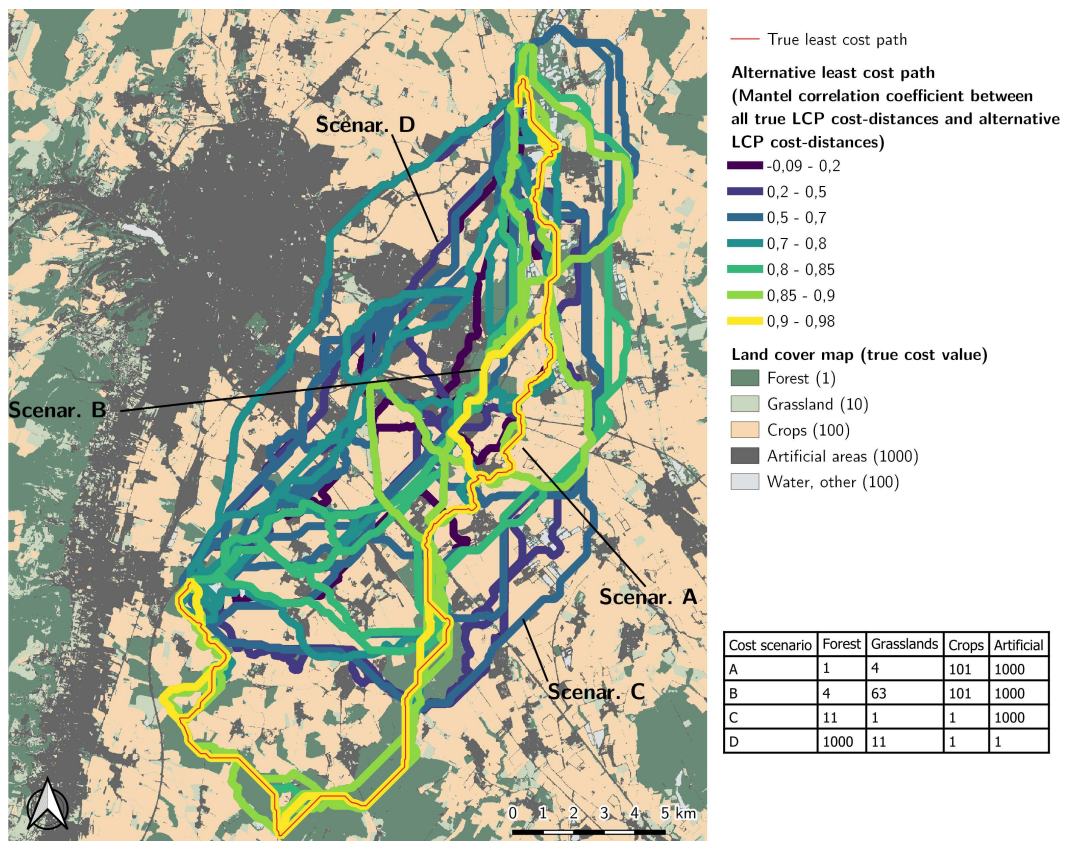 Scenar. D
Scenar. B
Scenar. A
Scenar. C
0 1 2 3 4 5 km
True least cost path
Alternative least cost path
(Mantel correlation coefficient between
all true LCP cost-distances and alternative
LCP cost-distances)
-0,09 - 0,2
0,2 - 0,5
0,5 - 0,7
0,7 - 0,8
0,8 - 0,85
0,85 - 0,9
0,9 - 0,98
Land cover map (true cost value)
Forest (1)
Grassland (10)
Crops (100)
Artificial areas (1000)
Water, other (100)
Cost scenario Forest Grasslands Crops Artificial
A 1 4 101 1000
B 4 63 101 1000
C 11 1 1 1000
D 1000 11 1 1